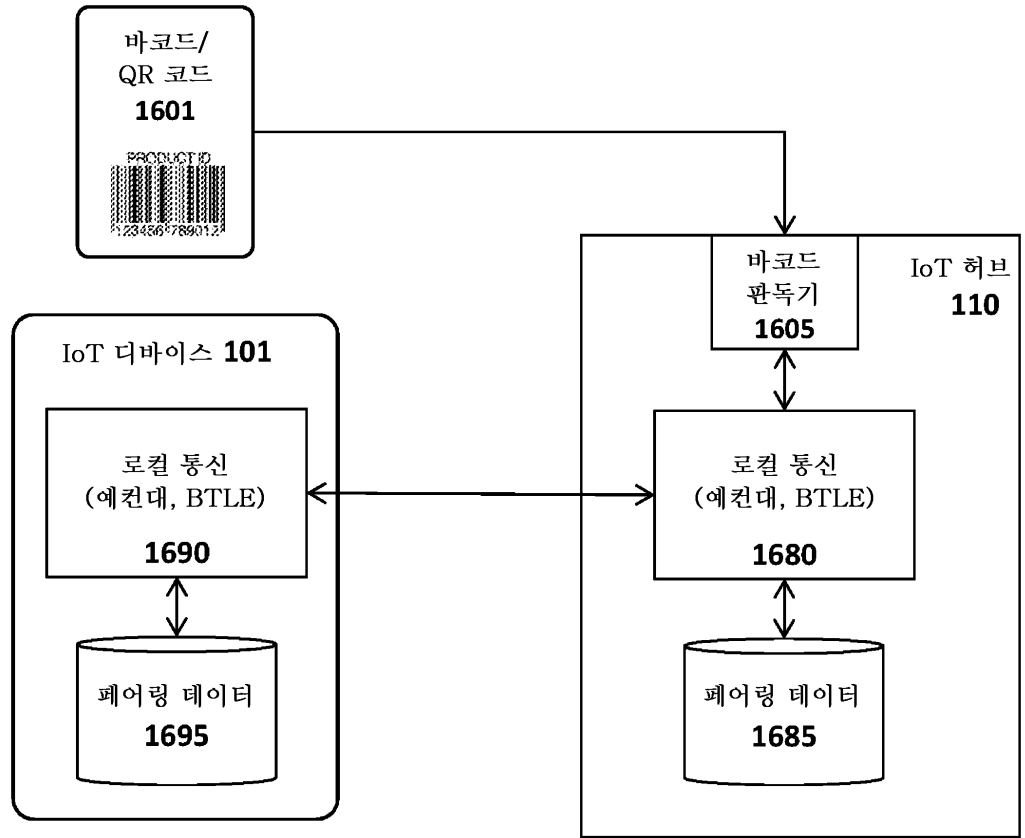 바코드/
QR 코드
1601
PRODUCT ID
123456 789012
바코드
판독기
1605
IoT 허브
110
IoT 디바이스 101
로컬 통신
(예컨대, BTLE)
1690
로컬 통신
(예컨대, BTLE)
1680
페어링 데이터
1695
페어링 데이터
1685